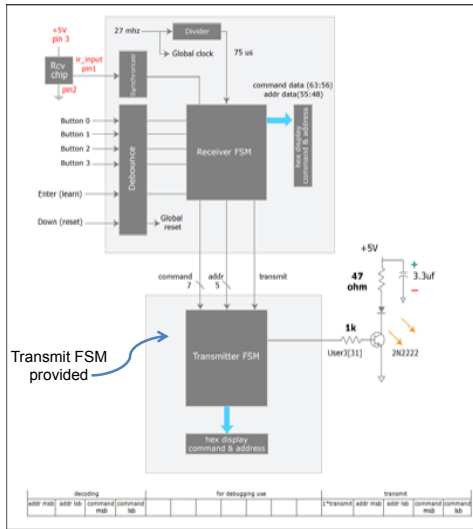 +5V
pin 3
27 mhz
Divider
Global clock
75 us
Rcv
chip
ir_input
pin1
pin2
Synchronizer
command data (63:56)
addr data(55:48)
Button 0
Button 1
Button 2
Button 3
Enter (learn)
Down (reset)
Debounce
Receiver FSM
hex display
command & address
Global
reset
command
7
addr
5
transmit
+5V
47
ohm
+
3.3uf
−
1k
User3[31]
2N2222
Transmit FSM
provided
Transmitter FSM
hex display
command & address
decoding
for debugging use
transmit
addr msb
addr lsb
command
msb
command
lsb
1*transmit
addr msb
addr lsb
command
msb
command
lsb